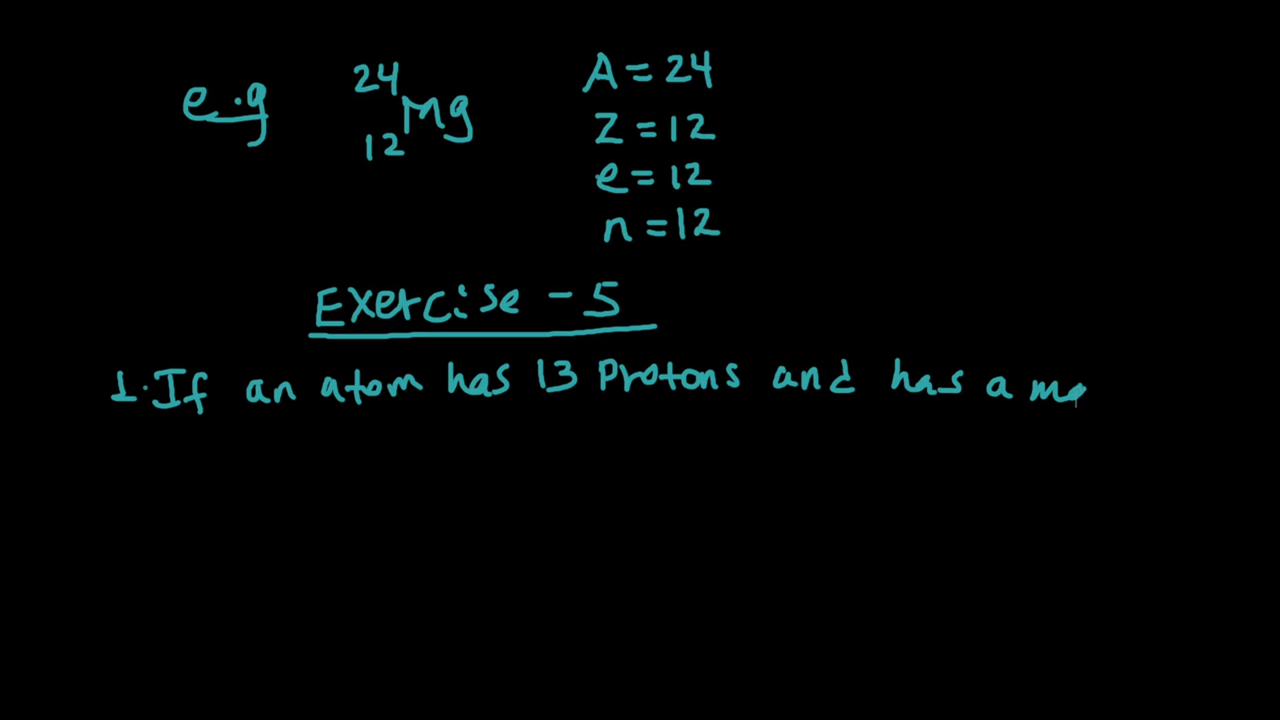 e.g 24 12 Mg A = 24
Z = 12
e = 12
n = 12
Exercise - 5
1. If an atom has 13 Protons and has a